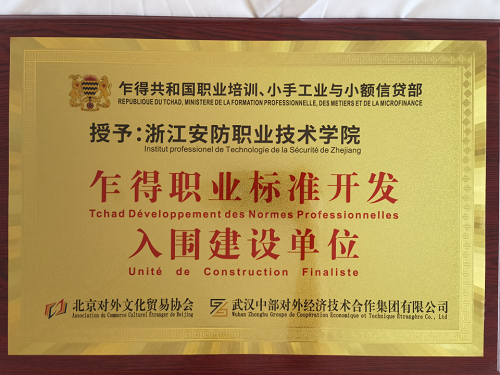 乍得共和国职业培训、小手工业与小额信贷部
REPUBLIQUE DU TCHAD, MINISTERE DE LA FORMATION PROFESSIONNELLE, DES METIERS ET DE LA MICROFINANCE
授予：浙江安防职业技术学院
Institut professionel de Technologie de la Sécurité de Zhejiang
乍得职业标准开发
Tchad Développement des Normes Professionnelles
入围建设单位
Unité de Construction Finaliste
北京对外文化贸易协会
Association du Commerce Culturel Étranger de Beijing
武汉中部对外经济技术合作集团有限公司
Wuhan Zhongbu Groupe de Coopération Économique et Technique Étrangère Co., Ltd